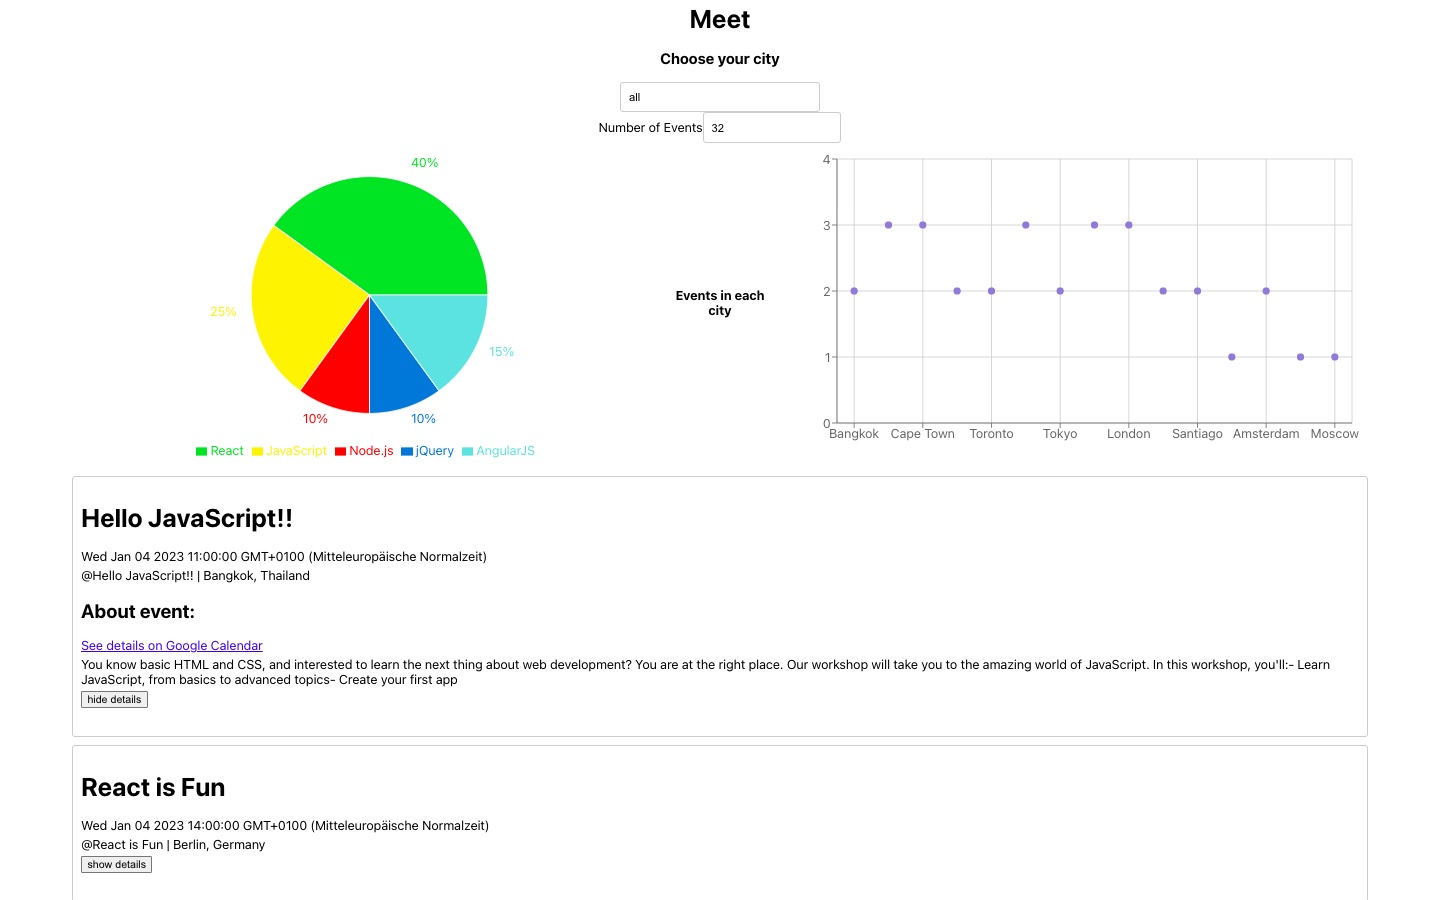 Meet
Choose your city
all
Number of Events 32
40%
25%
15%
10%
10%
React JavaScript Node.js jQuery AngularJS
Events in each
city
4
3
2
1
0
Bangkok Cape Town Toronto Tokyo London Santiago Amsterdam Moscow
Hello JavaScript!!
Wed Jan 04 2023 11:00:00 GMT+0100 (Mitteleuropäische Normalzeit)
@Hello JavaScript!! | Bangkok, Thailand
About event:
See details on Google Calendar
You know basic HTML and CSS, and interested to learn the next thing about web development? You are at the right place. Our workshop will take you to the amazing world of JavaScript. In this workshop, you'll:- Learn
JavaScript, from basics to advanced topics- Create your first app
hide details
React is Fun
Wed Jan 04 2023 14:00:00 GMT+0100 (Mitteleuropäische Normalzeit)
@React is Fun | Berlin, Germany
show details